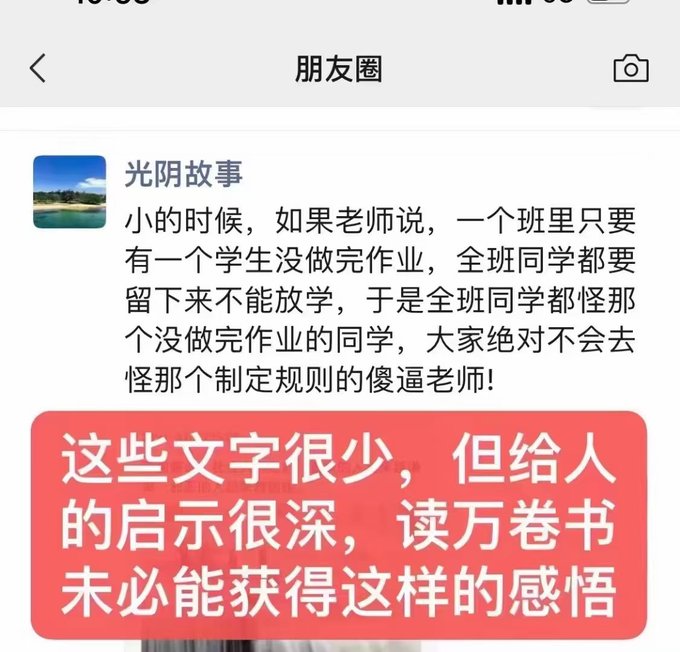 朋友圈
光阴故事
小的时候，如果老师说，一个班里只要
有一个学生没做完作业，全班同学都要
留下来不能放学，于是全班同学都怪那
个没做完作业的同学，大家绝对不会去
怪那个制定规则的傻逼老师!
这些文字很少，但给人
的启示很深，读万卷书
未必能获得这样的感悟